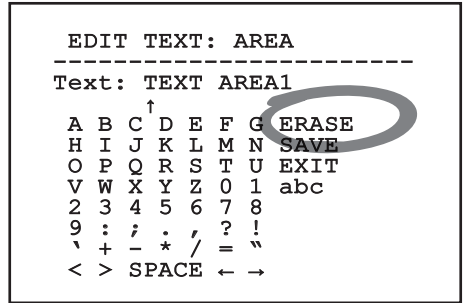 EDIT TEXT: AREA
--------------------------
Text: TEXT AREA1
↑
A B C D E F G ERASE
H I J K L M N SAVE
O P Q R S T U EXIT
V W X Y Z 0 1 abc
2 3 4 5 6 7 8
9 : ; . , ? !
‵ + - * / = ‶
< > SPACE ← →